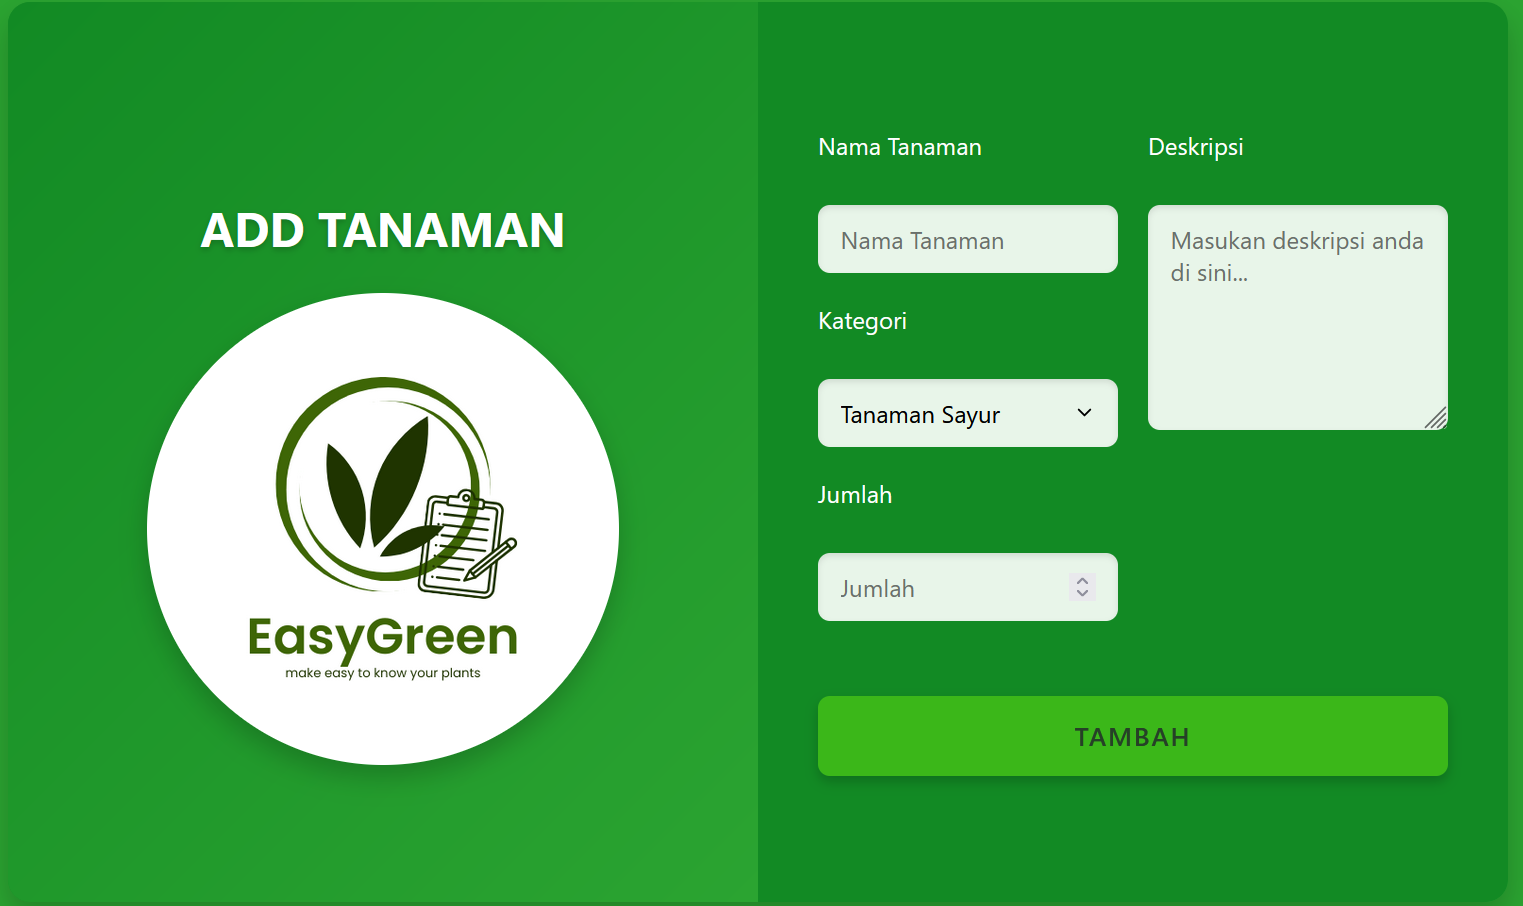 ADD TANAMAN
EasyGreen
make easy to know your plants
Nama Tanaman
Nama Tanaman
Kategori
Tanaman Sayur
Jumlah
Jumlah
Deskripsi
Masukan deskripsi anda
di sini...
TAMBAH